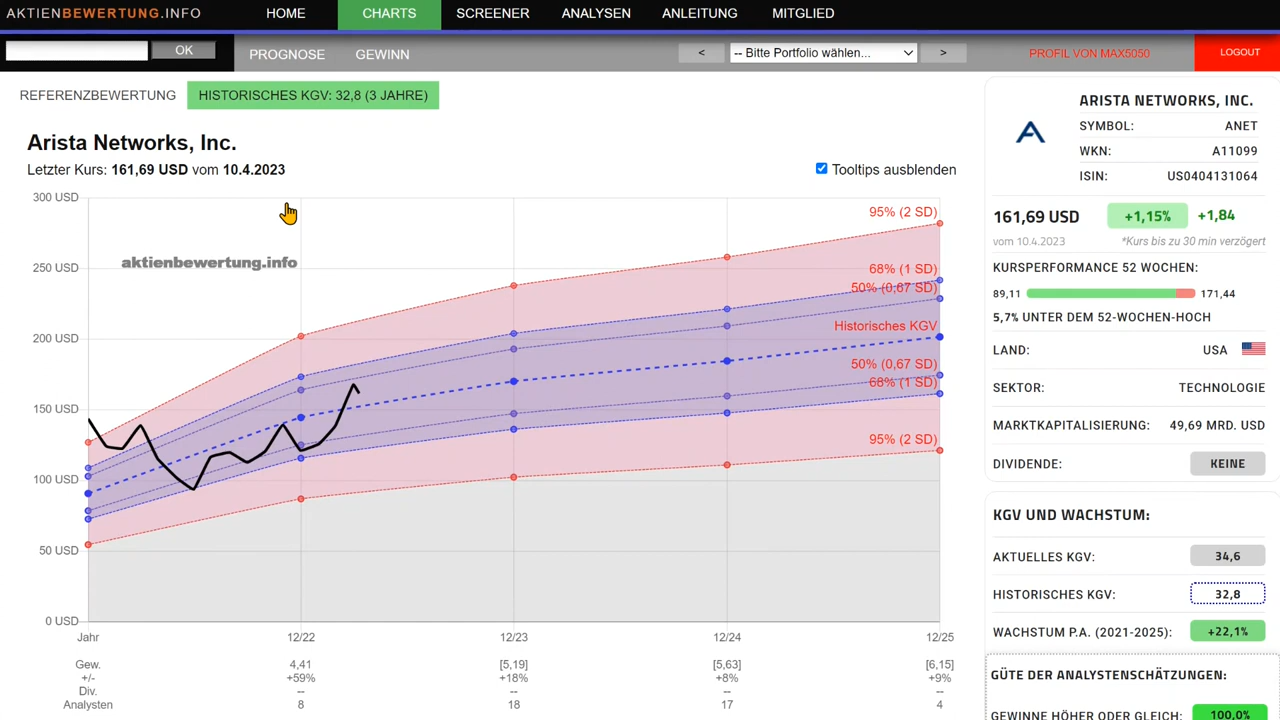 AKTIENBEWERTUNG.INFO
HOME
CHARTS
SCREENER
ANALYSEN
ANLEITUNG
MITGLIED
OK
PROGNOSE
GEWINN
<
-- Bitte Portfolio wählen...
>
PROFIL VON MAX5050
LOGOUT
REFERENZBEWERTUNG
HISTORISCHES KGV: 32,8 (3 JAHRE)
Arista Networks, Inc.
Letzter Kurs: 161,69 USD vom 10.4.2023
Tooltips ausblenden
300 USD
250 USD
200 USD
150 USD
100 USD
50 USD
0 USD
aktienbewertung.info
95% (2 SD)
68% (1 SD)
50% (0,67 SD)
Historisches KGV
50% (0,67 SD)
68% (1 SD)
95% (2 SD)
Jahr 12/22 12/23 12/24 12/25
Gew. 4,41 [5,19] [5,63] [6,15]
+/- +59% +18% +8% +9%
Div. -- -- -- --
Analysten 8 18 17 4
ARISTA NETWORKS, INC.
SYMBOL: ANET
WKN: A11099
ISIN: US0404131064
161,69 USD +1,15% +1,84
vom 10.4.2023 *Kurs bis zu 30 min verzögert
KURSPERFORMANCE 52 WOCHEN:
89,11 171,44
5,7% UNTER DEM 52-WOCHEN-HOCH
LAND: USA
SEKTOR: TECHNOLOGIE
MARKTKAPITALISIERUNG: 49,69 MRD. USD
DIVIDENDE: KEINE
KGV UND WACHSTUM:
AKTUELLES KGV: 34,6
HISTORISCHES KGV: 32,8
WACHSTUM P.A. (2021-2025): +22,1%
GÜTE DER ANALYSTENSCHÄTZUNGEN:
GEWINNE HÖHER ODER GLEICH: 100,0%